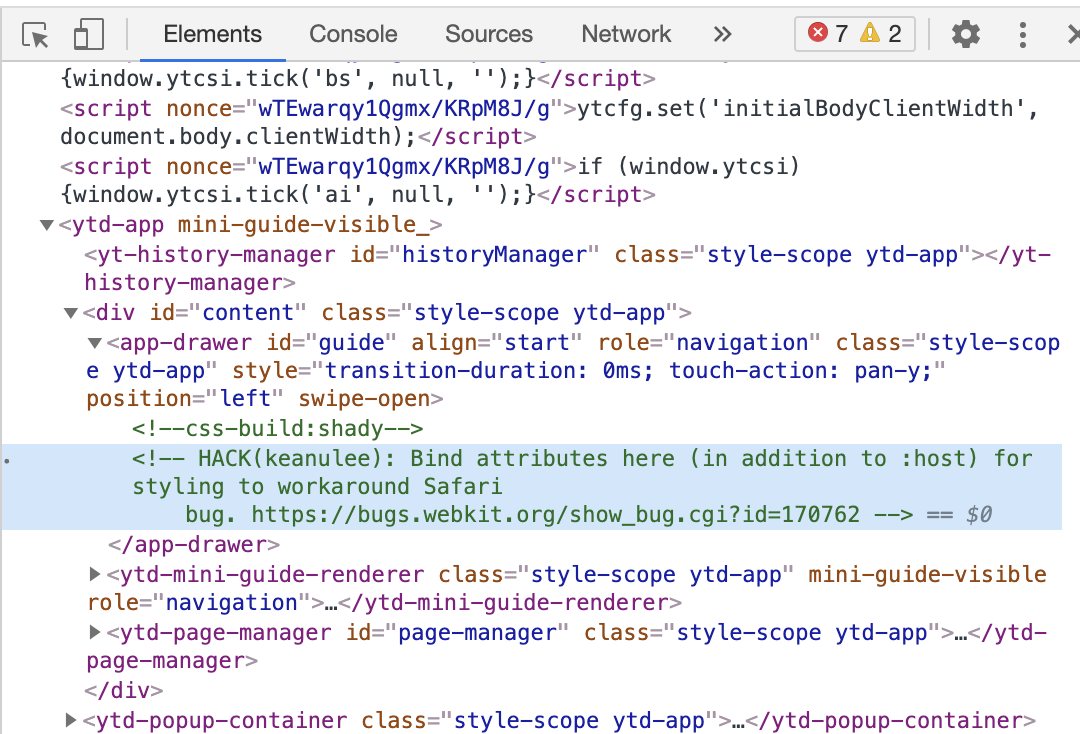 Elements Console Sources Network » 7 2
{window.ytcsi.tick('bs', null, '');}</script>
<script nonce="wTEwarqy1Qgmx/KRpM8J/g">ytcfg.set('initialBodyClientWidth',
document.body.clientWidth);</script>
<script nonce="wTEwarqy1Qgmx/KRpM8J/g">if (window.ytcsi)
{window.ytcsi.tick('ai', null, '');}</script>
▼<ytd-app mini-guide-visible_>
<yt-history-manager id="historyManager" class="style-scope ytd-app"></yt-
history-manager>
▼<div id="content" class="style-scope ytd-app">
▼<app-drawer id="guide" align="start" role="navigation" class="style-scop
e ytd-app" style="transition-duration: 0ms; touch-action: pan-y;"
position="left" swipe-open>
<!--css-build:shady-->
<!-- HACK(keanulee): Bind attributes here (in addition to :host) for
styling to workaround Safari
bug. https://bugs.webkit.org/show_bug.cgi?id=170762 --> == $0
</app-drawer>
▶<ytd-mini-guide-renderer class="style-scope ytd-app" mini-guide-visible
role="navigation">…</ytd-mini-guide-renderer>
▶<ytd-page-manager id="page-manager" class="style-scope ytd-app">…</ytd-
page-manager>
</div>
▶<ytd-popup-container class="style-scope ytd-app">…</ytd-popup-container>